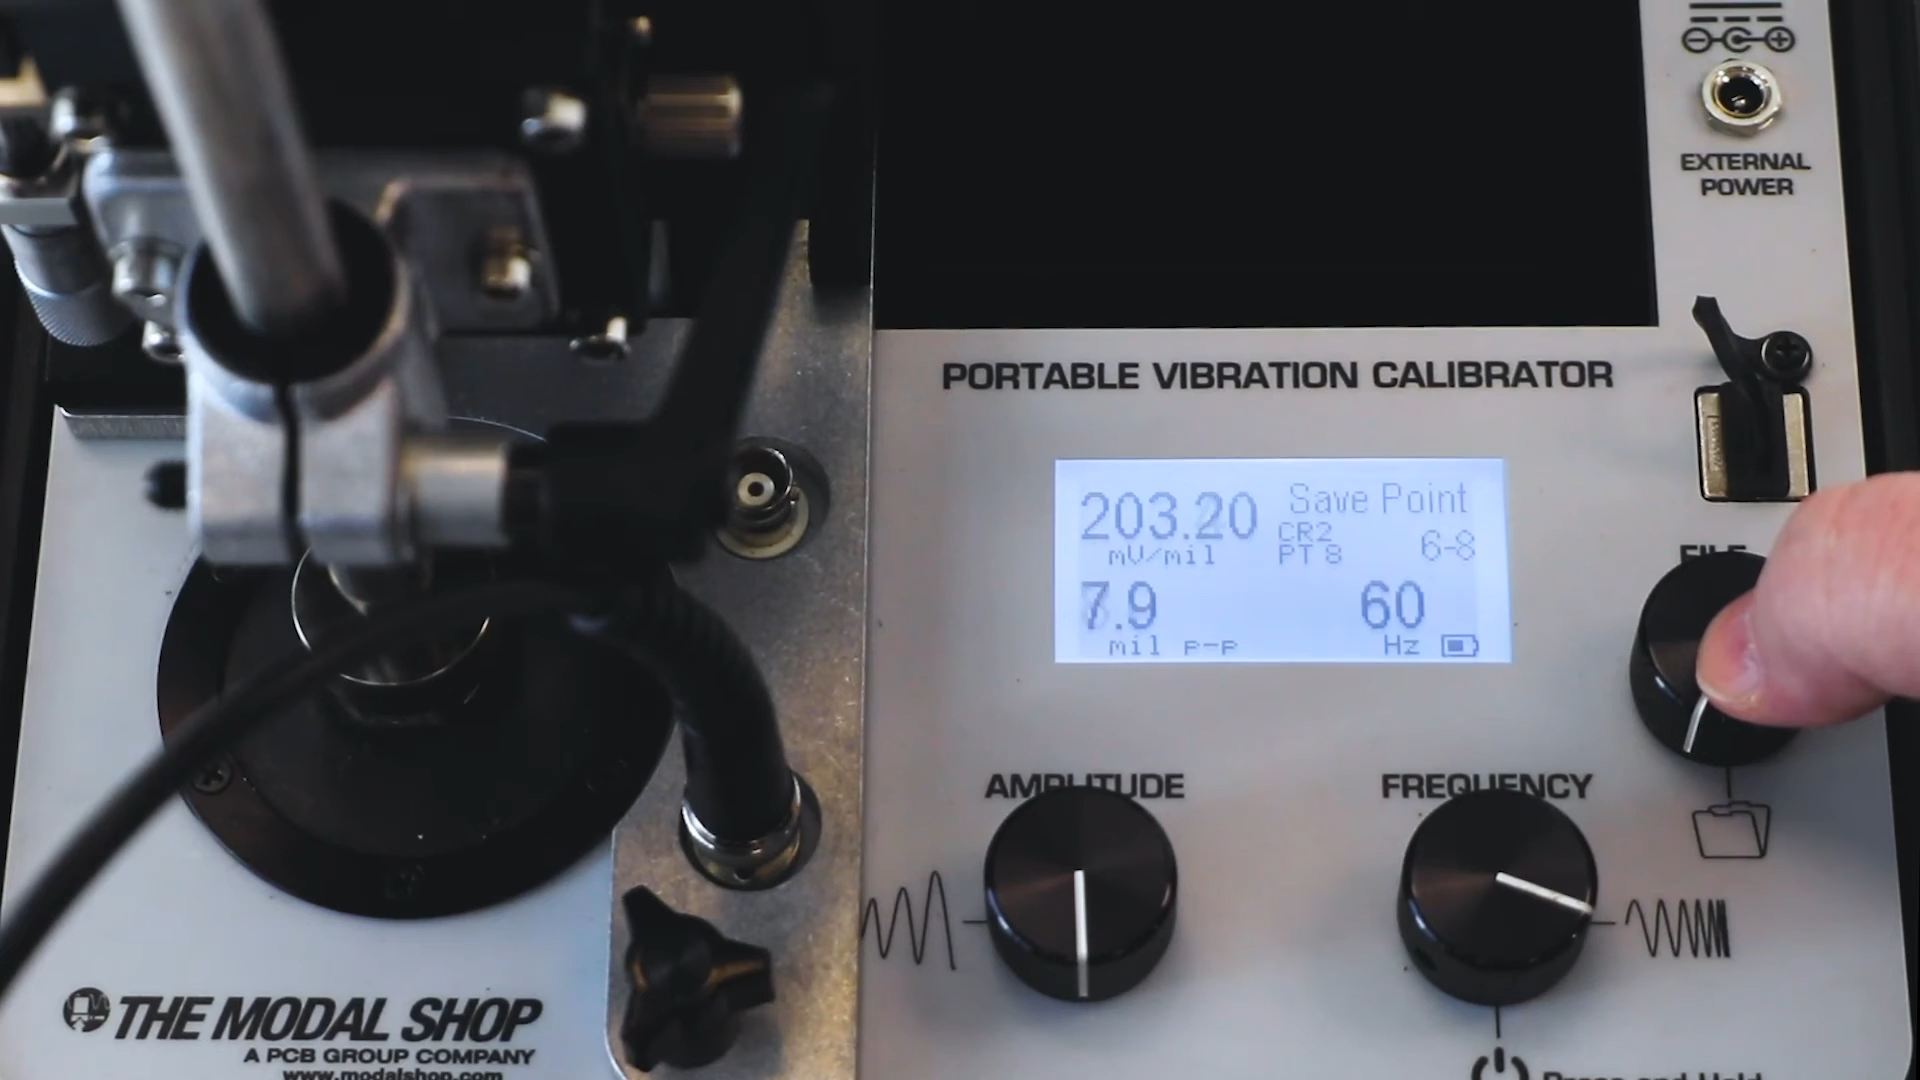 EXTERNAL
POWER
PORTABLE VIBRATION CALIBRATOR
203.20
mV/mil
Save Point
CR2
PT 8
6-8
7.9
mil p-p
60
Hz
FILE
AMPLITUDE
FREQUENCY
THE MODAL SHOP
A PCB GROUP COMPANY
www.modalshop.com
Press and Hold